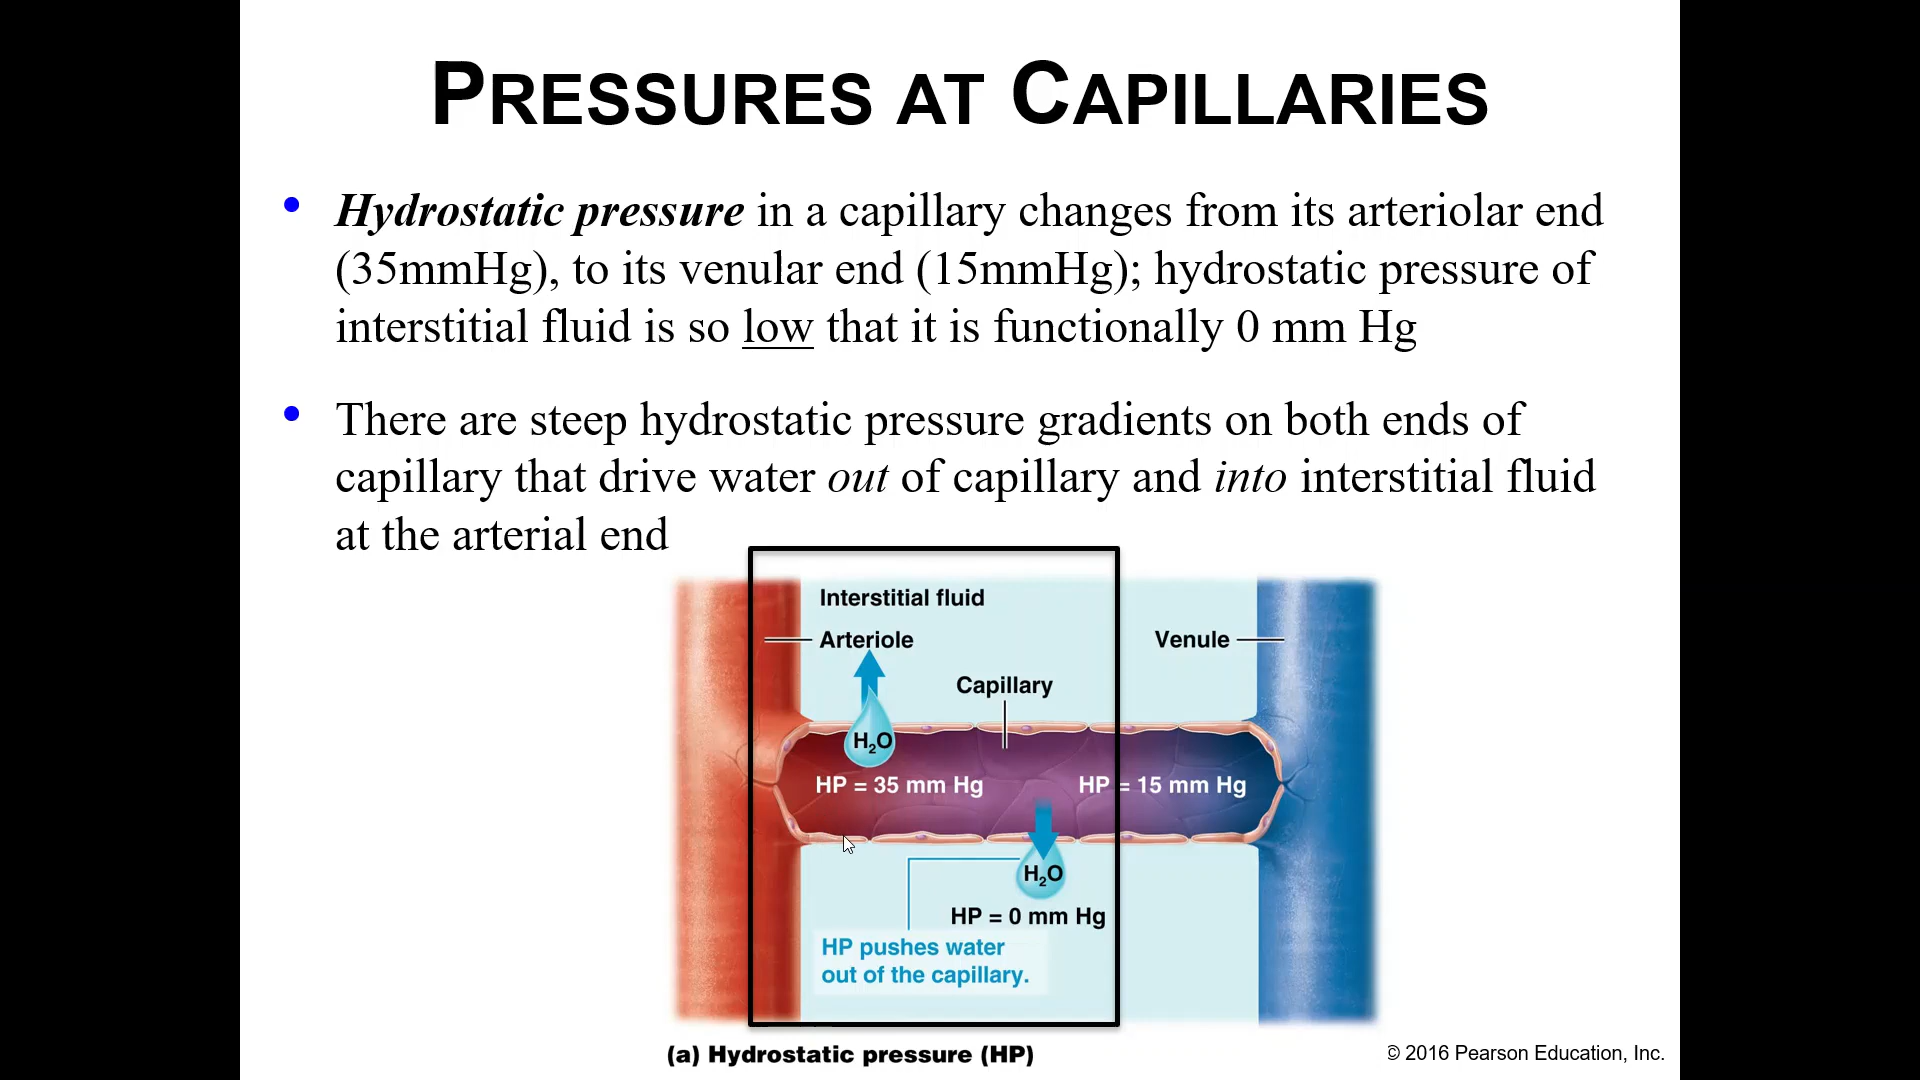 PRESSURES AT CAPILLARIES
• Hydrostatic pressure in a capillary changes from its arteriolar end
(35mmHg), to its venular end (15mmHg); hydrostatic pressure of
interstitial fluid is so low that it is functionally 0 mm Hg
• There are steep hydrostatic pressure gradients on both ends of
capillary that drive water out of capillary and into interstitial fluid
at the arterial end
Interstitial fluid
Arteriole
Venule
Capillary
H₂O
HP = 35 mm Hg
HP = 15 mm Hg
H₂O
HP = 0 mm Hg
HP pushes water
out of the capillary.
(a) Hydrostatic pressure (HP)
© 2016 Pearson Education, Inc.